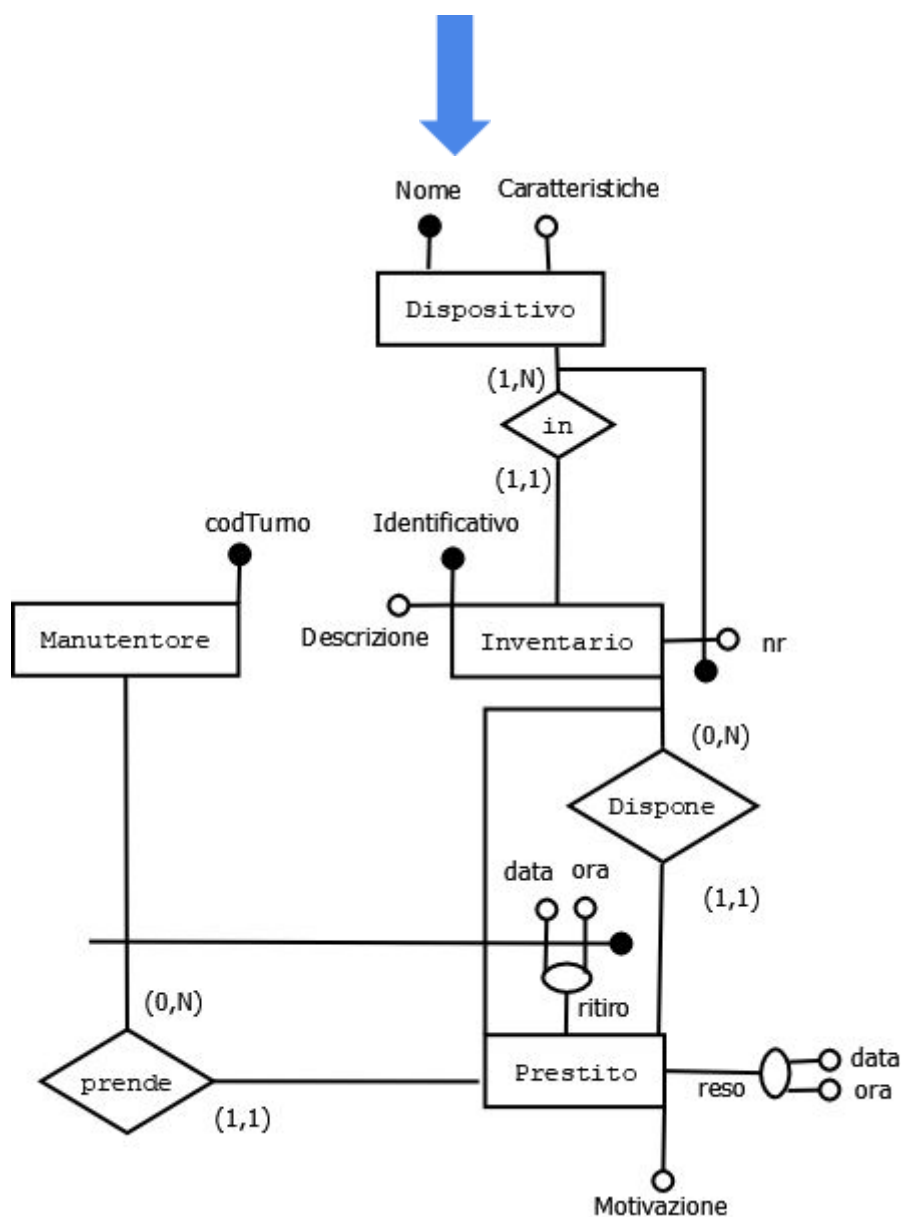 Nome
Caratteristiche
Dispositivo
(1,N)
in
(1,1)
codTurno
Identificativo
Manutentore
Descrizione
Inventario
nr
(0,N)
Dispone
data
ora
(1,1)
(0,N)
ritiro
prende
Prestito
reso
data
ora
(1,1)
Motivazione